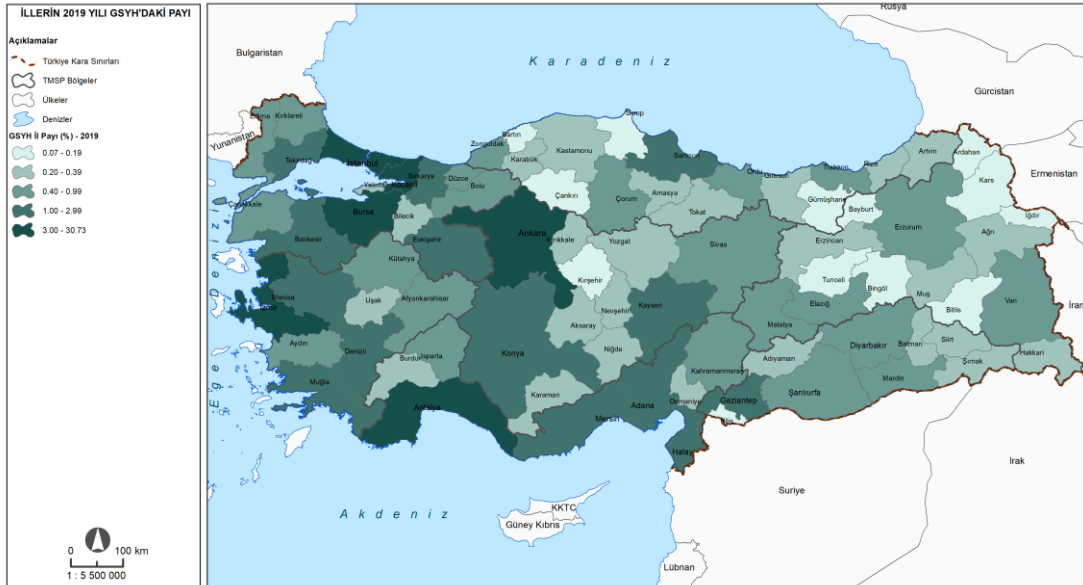 İLLERİN 2019 YILI GSYH'DAKİ PAYI
Açıklamalar
Türkiye Kara Sınırları
TMSP Bölgeler
Ülkeler
Denizler
GSYH İl Payı (%) - 2019
0.07 - 0.19
0.20 - 0.39
0.40 - 0.99
1.00 - 2.99
3.00 - 30.73
0 100 km
1 : 5 500 000
Rusya
Bulgaristan
Karadeniz
Gürcistan
Yunanistan
Ermenistan
İran
Irak
Suriye
Lübnan
KKTC
Güney Kıbrıs
Akdeniz
Ege Denizi
Edirne
Kırklareli
Tekirdağ
İstanbul
Kocaeli
Sakarya
Düzce
Zonguldak
Bartın
Karabük
Kastamonu
Sinop
Samsun
Ordu
Giresun
Trabzon
Rize
Artvin
Ardahan
Kars
Iğdır
Ağrı
Çanakkale
Bursa
Bilecik
Bolu
Çankırı
Çorum
Amasya
Tokat
Gümüşhane
Bayburt
Erzurum
Erzincan
Balıkesir
Kütahya
Eskişehir
Ankara
Kırıkkale
Yozgat
Sivas
Kırşehir
Nevşehir
Kayseri
Tunceli
Bingöl
Muş
Bitlis
Van
Manisa
Uşak
Afyonkarahisar
Aksaray
Niğde
Malatya
Elazığ
Diyarbakır
Batman
Siirt
Şırnak
Hakkari
Aydın
Denizli
Burdur
Isparta
Konya
Karaman
Kahramanmaraş
Adıyaman
Mardin
Şanlıurfa
Muğla
Antalya
Mersin
Adana
Osmaniye
Gaziantep
Hatay